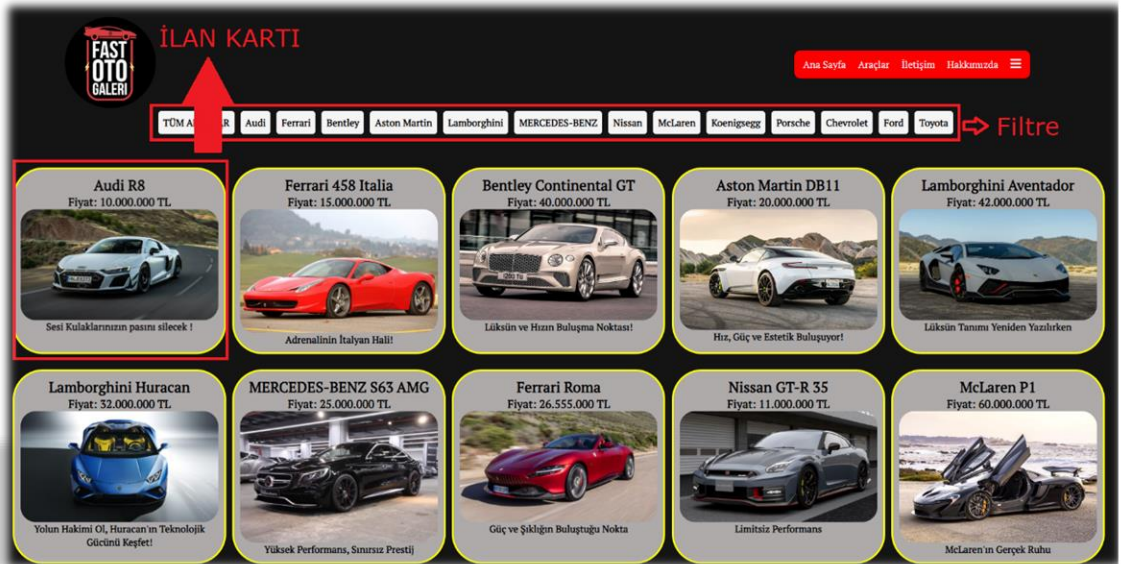 FAST
OTO
GALERİ
İLAN KARTI
Ana Sayfa Araçlar İletişim Hakkımızda
TÜM AR
Audi Ferrari Bentley Aston Martin Lamborghini MERCEDES-BENZ Nissan McLaren Koenigsegg Porsche Chevrolet Ford Toyota
Filtre
Audi R8
Fiyat: 10.000.000 TL
Sesi Kulaklarınızın pasını silecek !
Ferrari 458 Italia
Fiyat: 15.000.000 TL
Adrenalinin İtalyan Hali!
Bentley Continental GT
Fiyat: 40.000.000 TL
Lüksün ve Hızın Buluşma Noktası!
Aston Martin DB11
Fiyat: 20.000.000 TL
Hız, Güç ve Estetik Buluşuyor!
Lamborghini Aventador
Fiyat: 42.000.000 TL
Lüksün Tanımı Yeniden Yazılırken
Lamborghini Huracan
Fiyat: 32.000.000 TL
Yolun Hakimi Ol, Huracan'ın Teknolojik
Gücünü Keşfet!
MERCEDES-BENZ S63 AMG
Fiyat: 25.000.000 TL
Yüksek Performans, Sınırsız Prestij
Ferrari Roma
Fiyat: 26.555.000 TL
Güç ve Şıklığın Buluştuğu Nokta
Nissan GT-R 35
Fiyat: 11.000.000 TL
Limitsiz Performans
McLaren P1
Fiyat: 60.000.000 TL
McLaren'ın Gerçek Ruhu